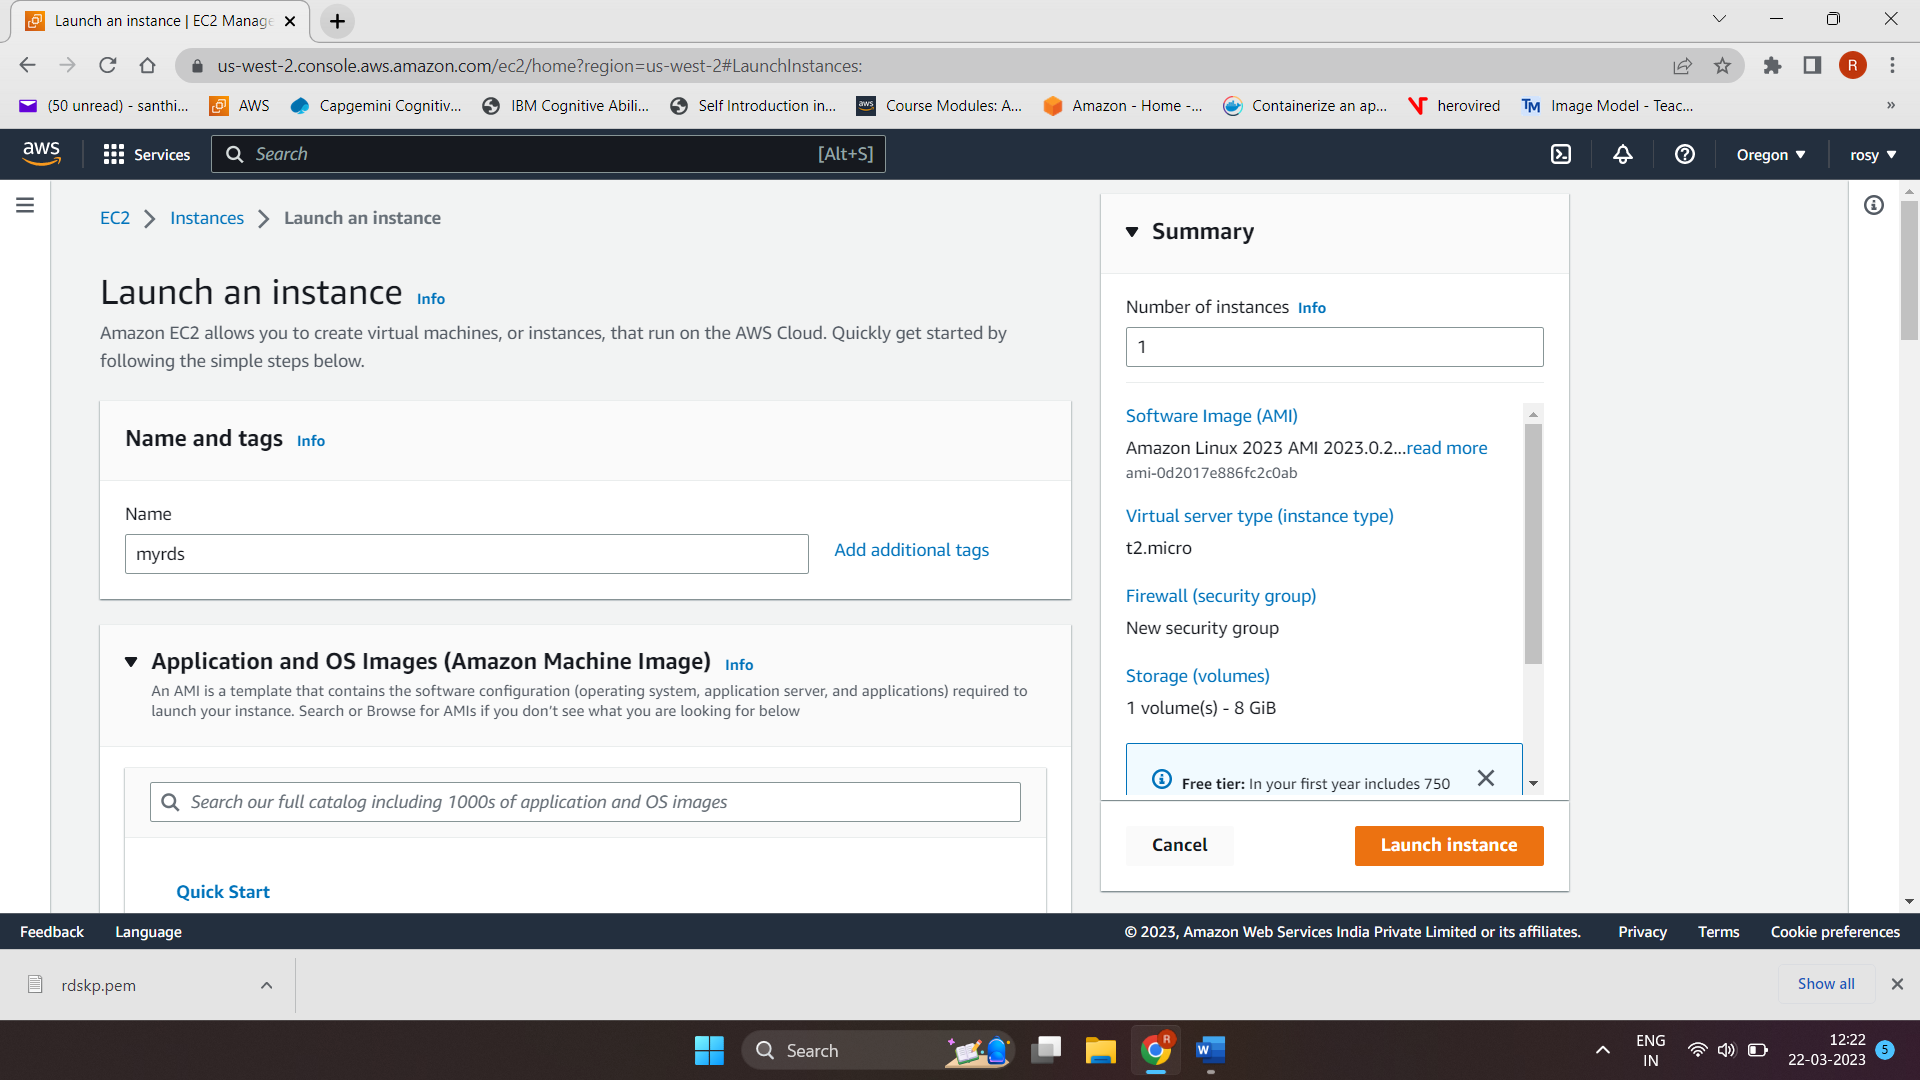 Launch an instance | EC2 Manage
us-west-2.console.aws.amazon.com/ec2/home?region=us-west-2#LaunchInstances:
R
(50 unread) - santhi...
AWS
Capgemini Cognitiv...
IBM Cognitive Abili...
Self Introduction in...
Course Modules: A...
Amazon - Home -...
Containerize an ap...
herovired
Image Model - Teac...
»
aws
Services
Search
[Alt+S]
Oregon
rosy
EC2
Instances
Launch an instance
Launch an instance Info
Amazon EC2 allows you to create virtual machines, or instances, that run on the AWS Cloud. Quickly get started by
following the simple steps below.
Name and tags Info
Name
myrds
Add additional tags
Application and OS Images (Amazon Machine Image) Info
An AMI is a template that contains the software configuration (operating system, application server, and applications) required to
launch your instance. Search or Browse for AMIs if you don't see what you are looking for below
Search our full catalog including 1000s of application and OS images
Quick Start
Summary
Number of instances Info
1
Software Image (AMI)
Amazon Linux 2023 AMI 2023.0.2...read more
ami-0d2017e886fc2c0ab
Virtual server type (instance type)
t2.micro
Firewall (security group)
New security group
Storage (volumes)
1 volume(s) - 8 GiB
Free tier: In your first year includes 750
Cancel
Launch instance
Feedback
Language
© 2023, Amazon Web Services India Private Limited or its affiliates.
Privacy
Terms
Cookie preferences
rdskp.pem
Show all
Search
ENG
IN
12:22
22-03-2023
5